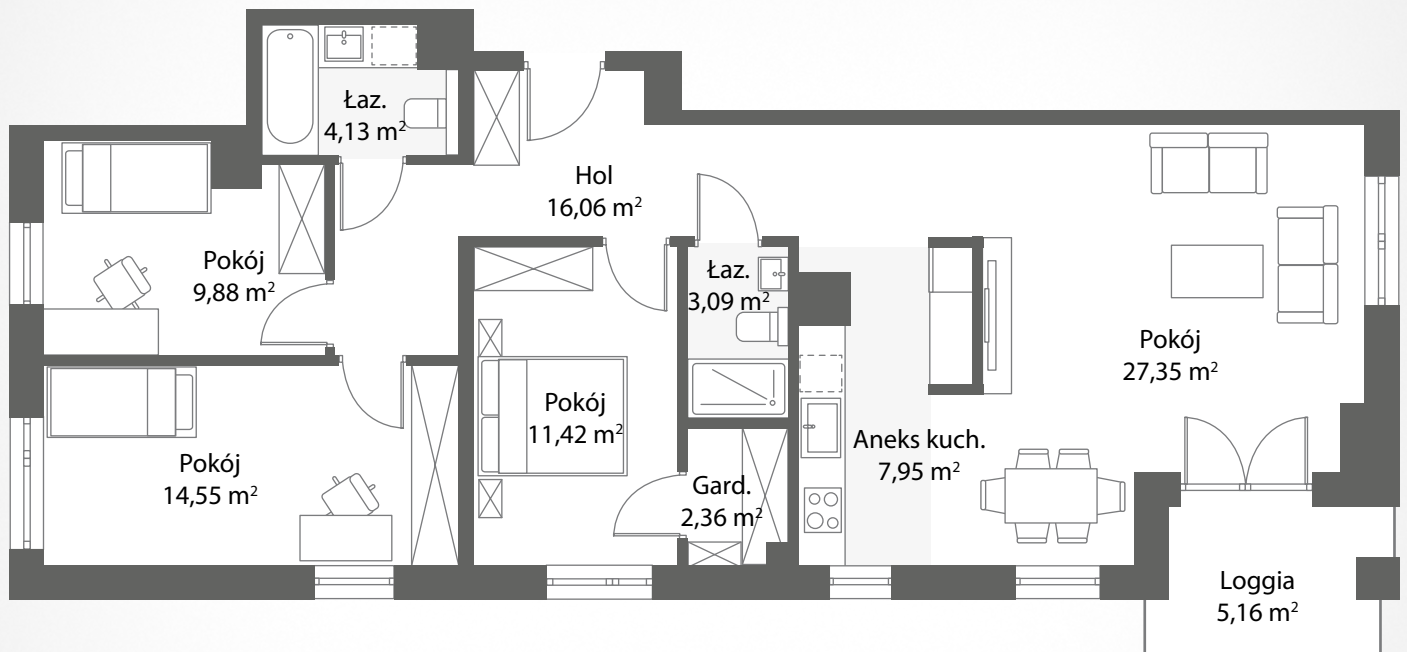 Łaz.
4,13 m²
Hol
16,06 m²
Pokój
9,88 m²
Łaz.
3,09 m²
Pokój
27,35 m²
Pokój
11,42 m²
Aneks kuch.
7,95 m²
Pokój
14,55 m²
Gard.
2,36 m²
Loggia
5,16 m²